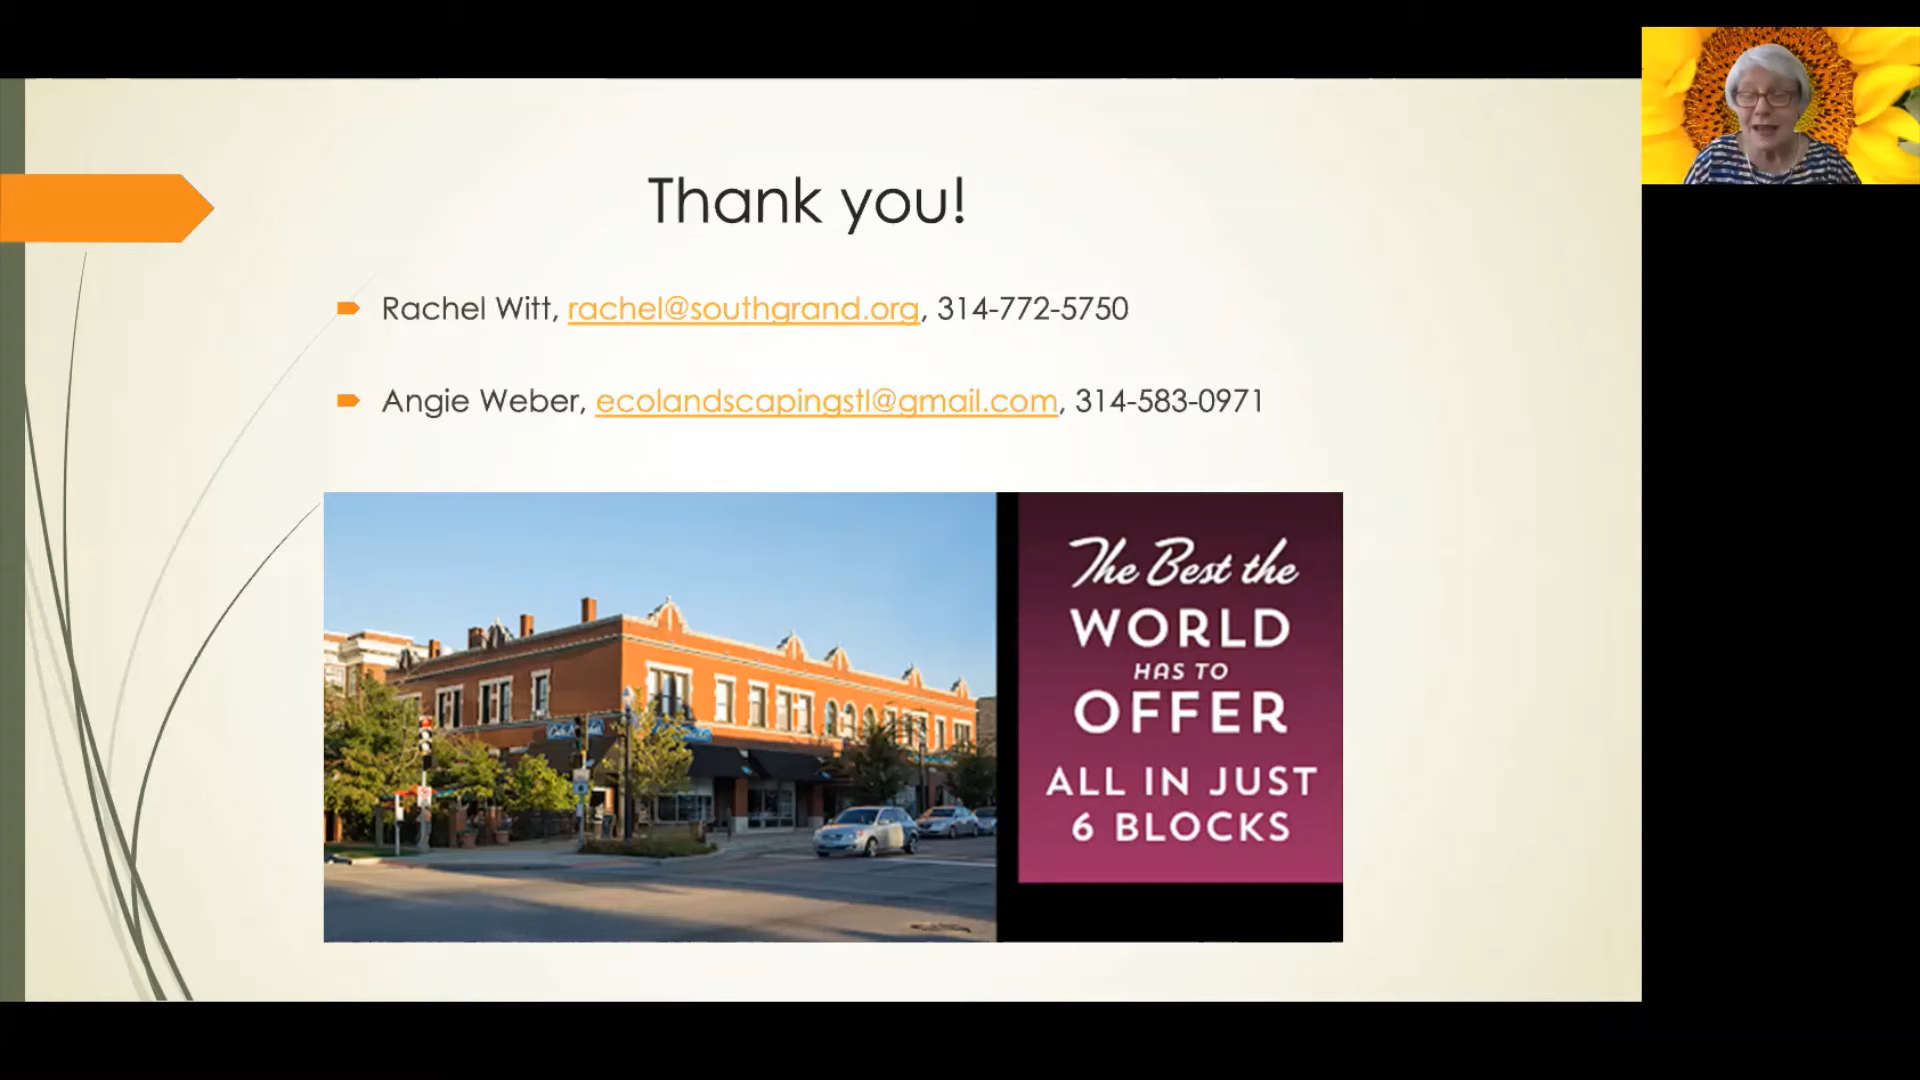 Thank you!
Rachel Witt, rachel@southgrand.org, 314-772-5750
Angie Weber, ecolandscapingstl@gmail.com, 314-583-0971
The Best the
WORLD
HAS TO
OFFER
ALL IN JUST
6 BLOCKS